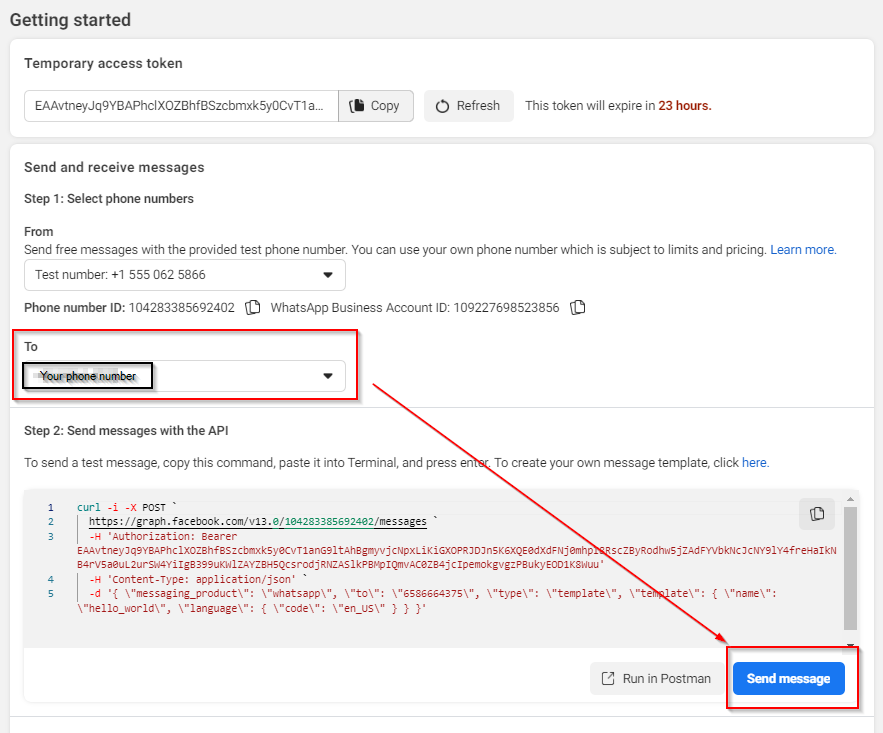 Getting started
Temporary access token
EAAvtneyJq9YBAPhclXOZBhfBSzcbmxk5y0CvT1a...
Copy
Refresh
This token will expire in 23 hours.
Send and receive messages
Step 1: Select phone numbers
From
Send free messages with the provided test phone number. You can use your own phone number which is subject to limits and pricing. Learn more.
Test number: +1 555 062 5866
Phone number ID: 104283385692402
WhatsApp Business Account ID: 109227698523856
To
Your phone number
Step 2: Send messages with the API
To send a test message, copy this command, paste it into Terminal, and press enter. To create your own message template, click here.
1 curl -i -X POST `
2 https://graph.facebook.com/v13.0/104283385692402/messages `
3 -H 'Authorization: Bearer
4 -H 'Content-Type: application/json' `
5 -d '{ \"messaging_product\": \"whatsapp\", \"to\": \"6586664375\", \"type\": \"template\", \"template\": { \"name\":
\"hello_world\", \"language\": { \"code\": \"en_US\" } } }'
Run in Postman
Send message